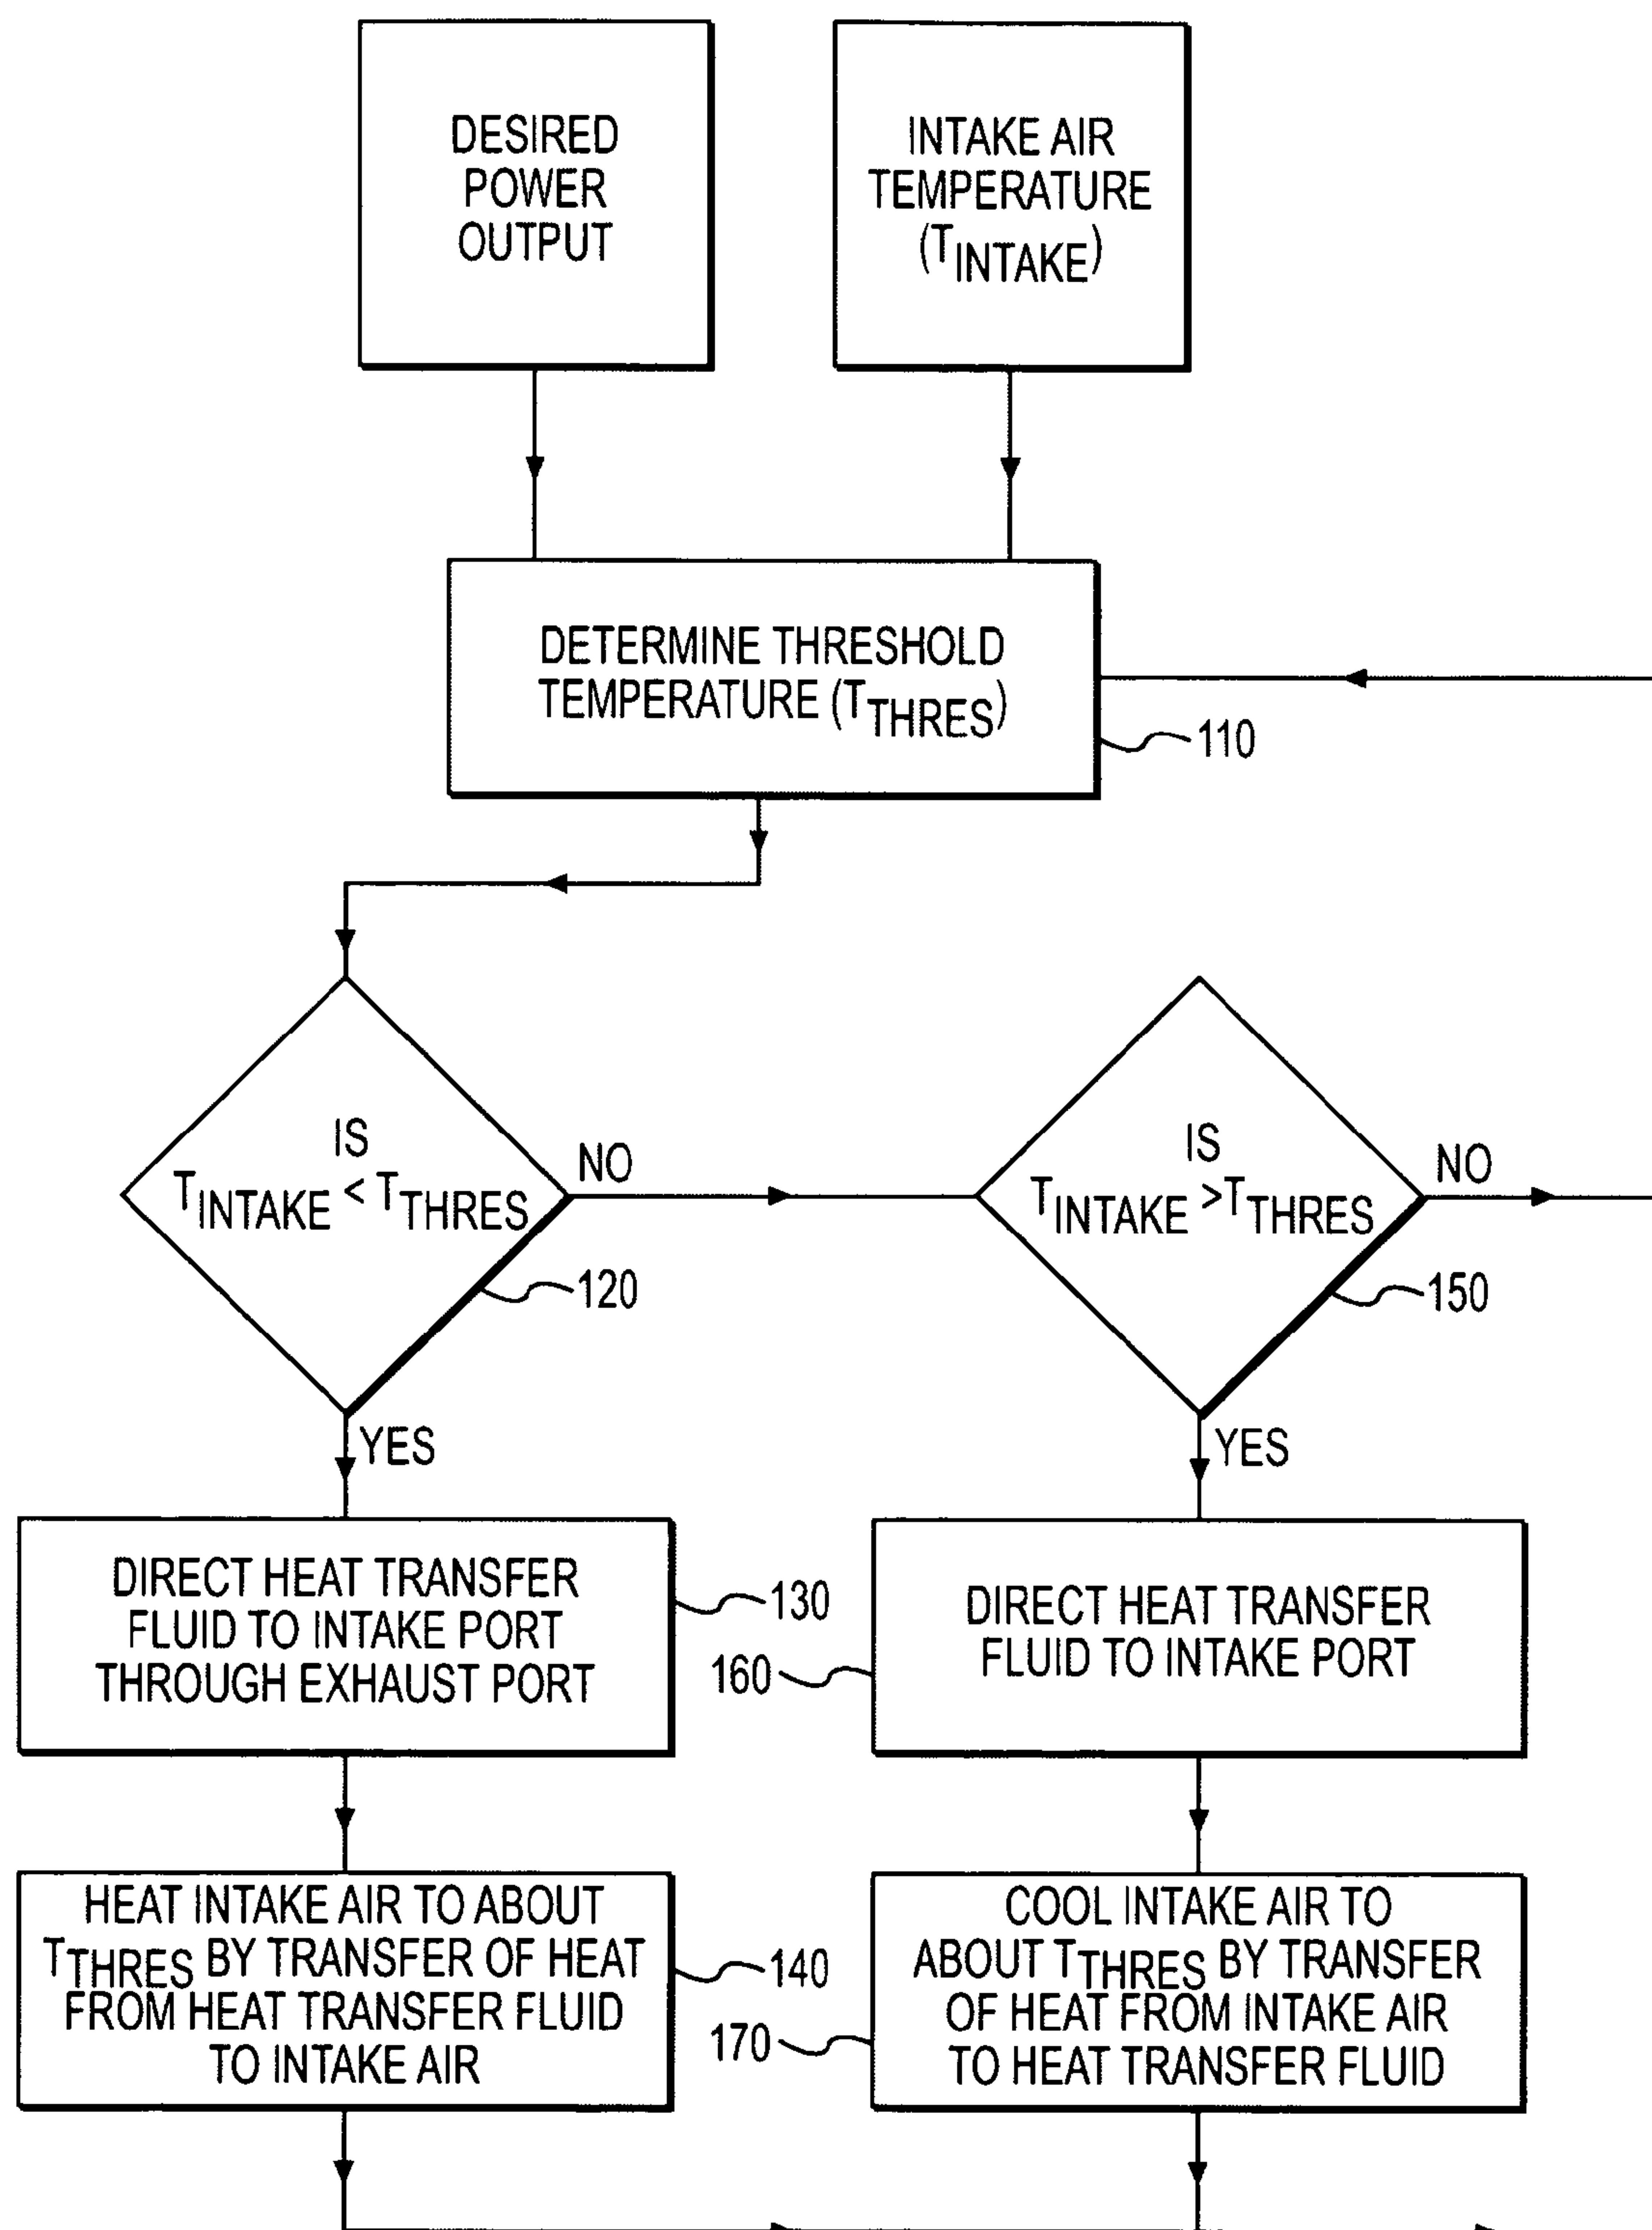 DESIRED
POWER
OUTPUT
INTAKE AIR
TEMPERATURE
(TINTAKE)
DETERMINE THRESHOLD
TEMPERATURE (TTHRES)
110
IS
TINTAKE < TTHRES
NO
120
YES
IS
TINTAKE >TTHRES
NO
150
YES
DIRECT HEAT TRANSFER
FLUID TO INTAKE PORT
THROUGH EXHAUST PORT
130
160
DIRECT HEAT TRANSFER
FLUID TO INTAKE PORT
HEAT INTAKE AIR TO ABOUT
TTHRES BY TRANSFER OF HEAT
FROM HEAT TRANSFER FLUID
TO INTAKE AIR
140
170
COOL INTAKE AIR TO
ABOUT TTHRES BY TRANSFER
OF HEAT FROM INTAKE AIR
TO HEAT TRANSFER FLUID